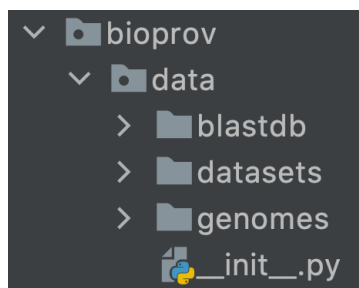 bioprov
data
blastdb
datasets
genomes
__init__.py